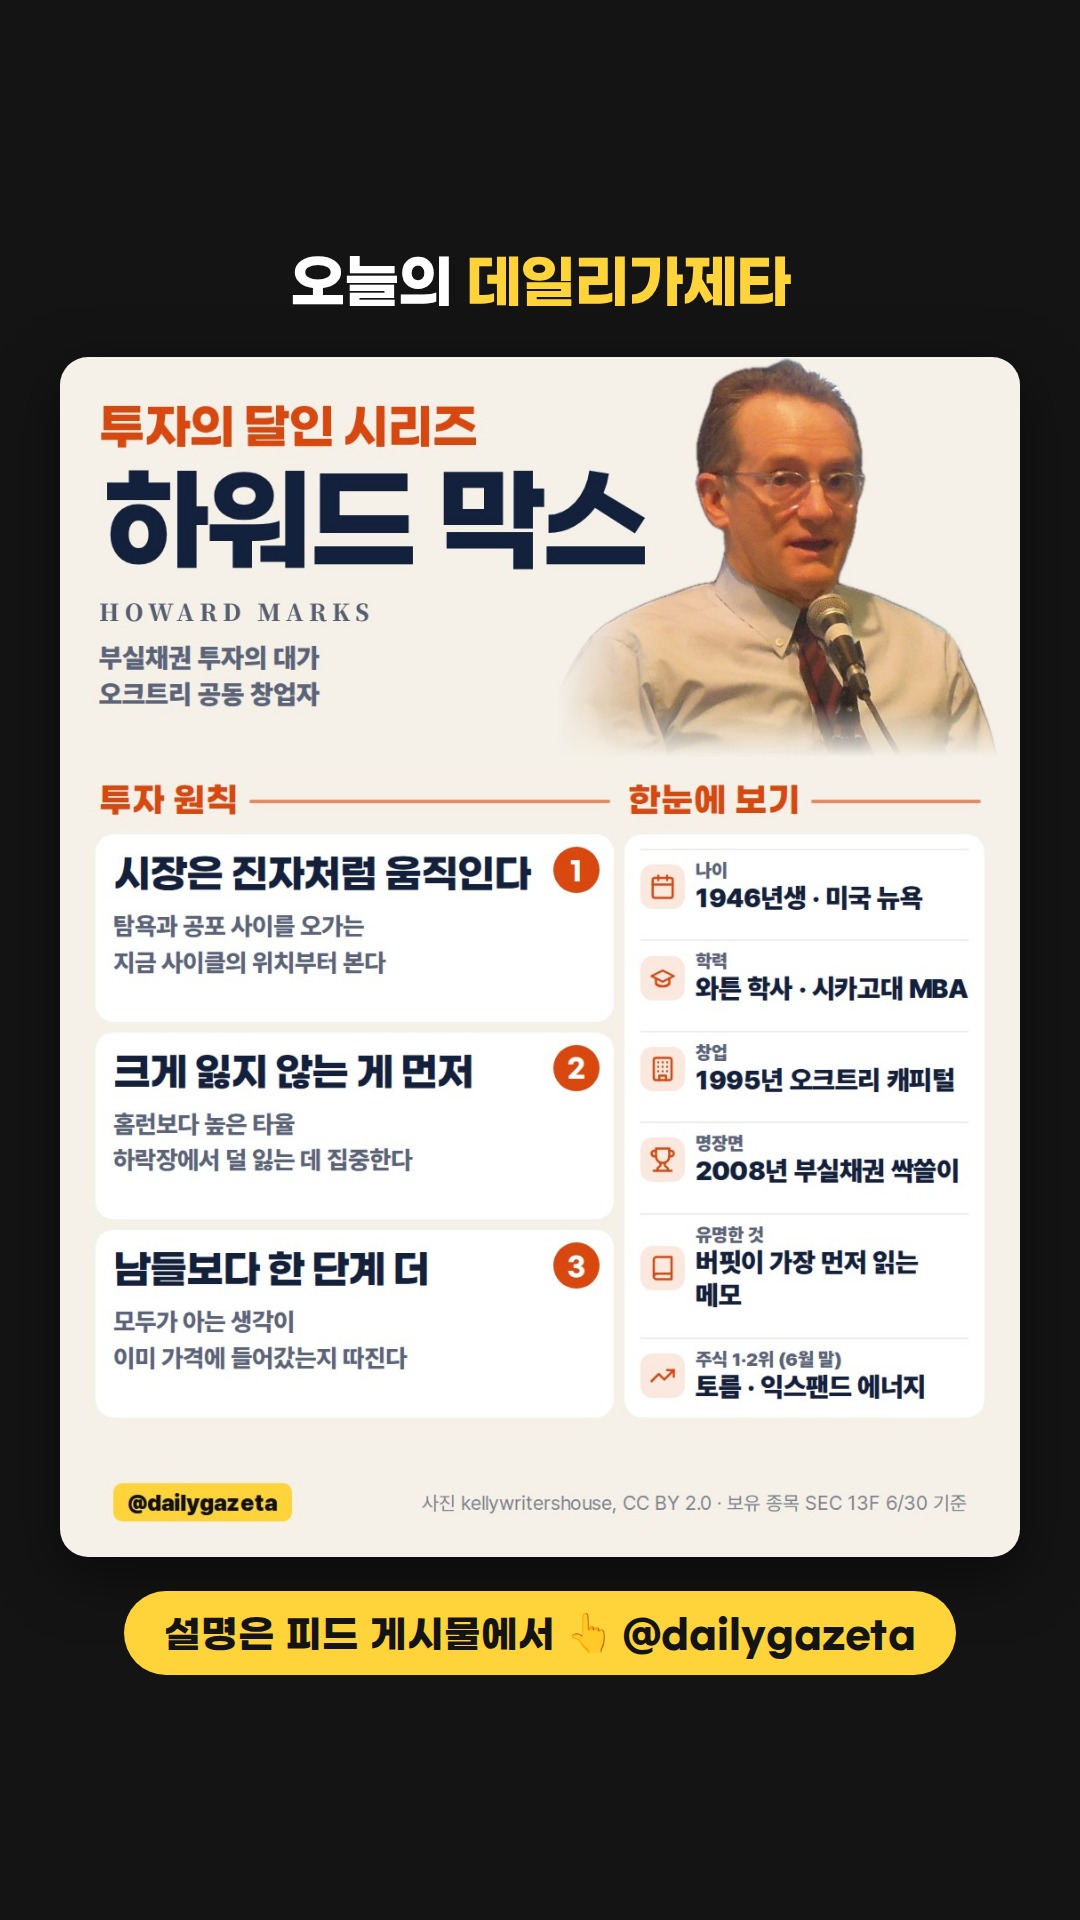 오늘의 데일리가제타
투자의 달인 시리즈
하워드 막스
HOWARD MARKS
부실채권 투자의 대가
오크트리 공동 창업자
투자 원칙
시장은 진자처럼 움직인다 1
탐욕과 공포 사이를 오가는
지금 사이클의 위치부터 본다
크게 잃지 않는 게 먼저 2
홈런보다 높은 타율
하락장에서 덜 잃는 데 집중한다
남들보다 한 단계 더 3
모두가 아는 생각이
이미 가격에 들어갔는지 따진다
한눈에 보기
나이
1946년생 · 미국 뉴욕
학력
와튼 학사 · 시카고대 MBA
창업
1995년 오크트리 캐피털
명장면
2008년 부실채권 싹쓸이
유명한 것
버핏이 가장 먼저 읽는
메모
주식 1·2위 (6월 말)
토름 · 익스팬드 에너지
@dailygazeta
사진 kellywritershouse, CC BY 2.0 · 보유 종목 SEC 13F 6/30 기준
설명은 피드 게시물에서 👆 @dailygazeta